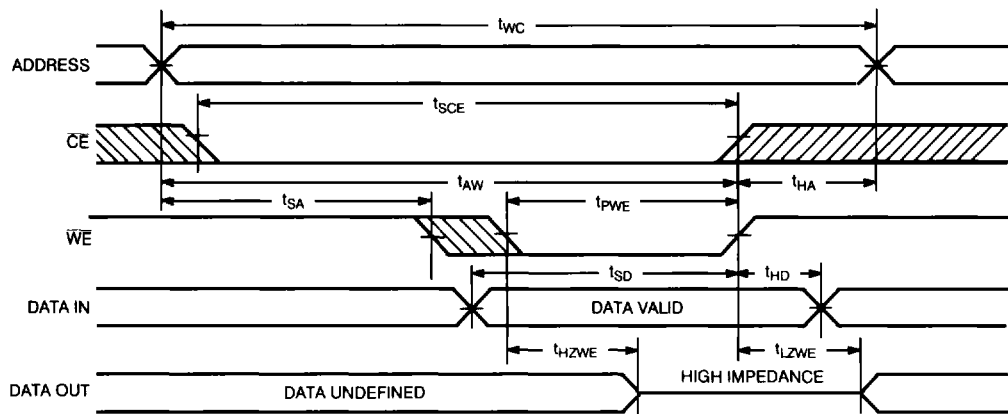 tWC
ADDRESS
tSCE
CE
tAW
tHA
tSA
tPWE
WE
tSD
tHD
DATA IN
DATA VALID
tHZWE
tLZWE
HIGH IMPEDANCE
DATA OUT
DATA UNDEFINED